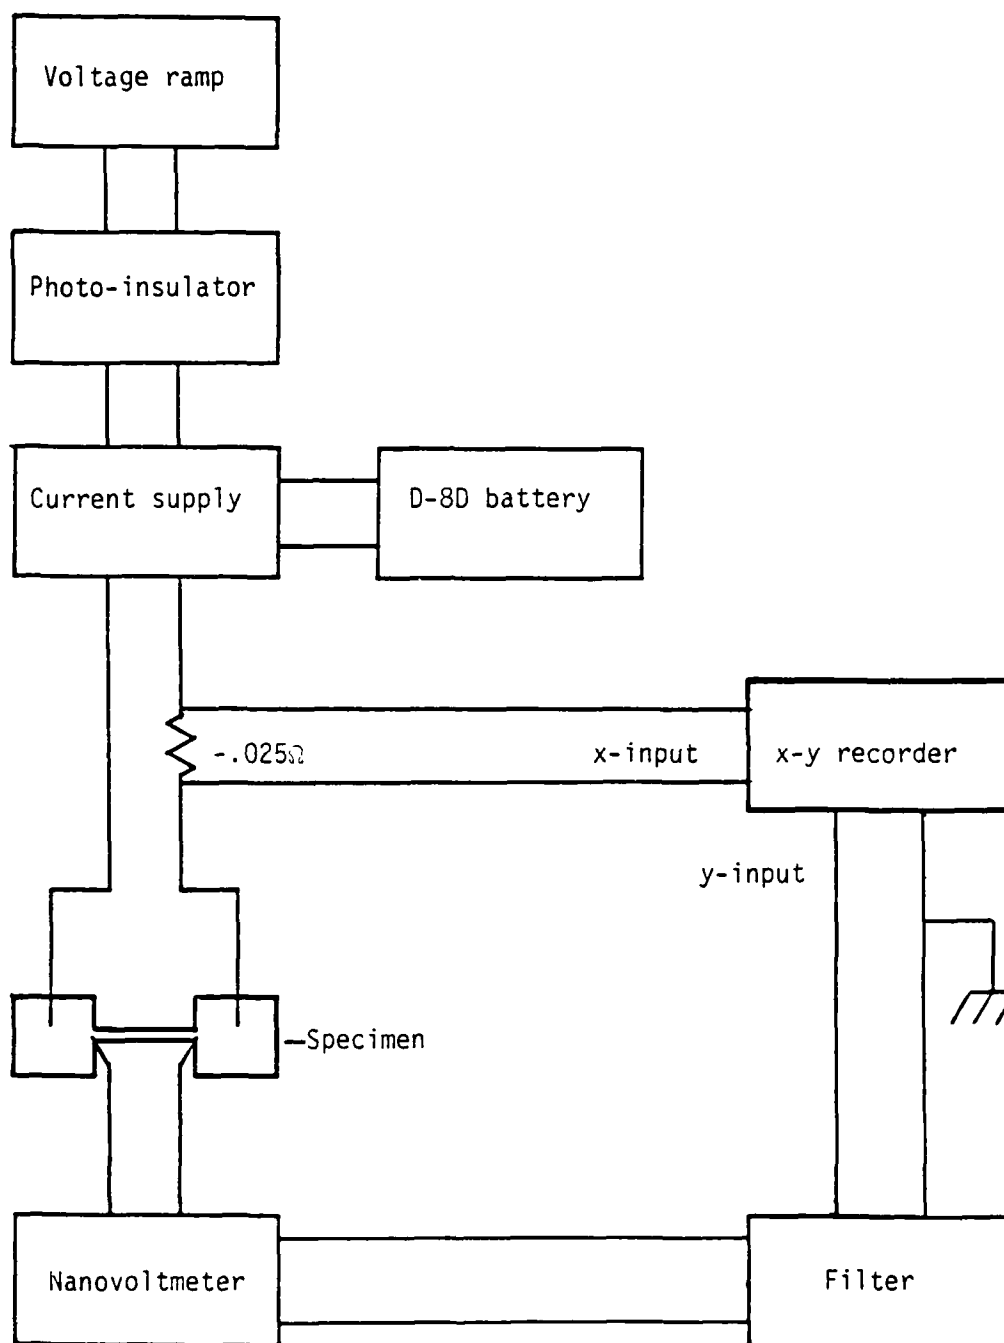 Voltage ramp
Photo-insulator
Current supply
D-8D battery
-.025Ω
x-input
x-y recorder
y-input
Specimen
Nanovoltmeter
Filter